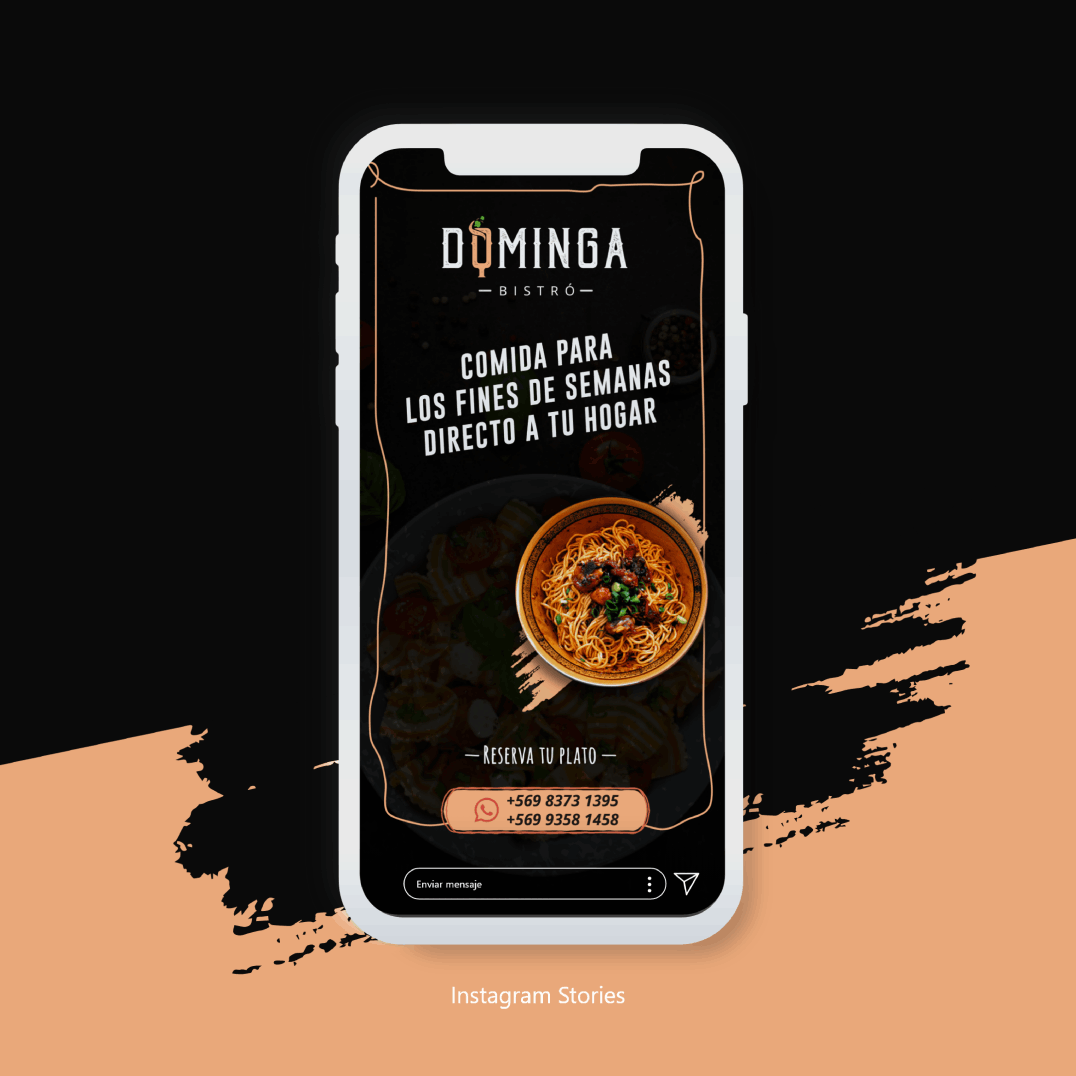 DOMINGA
BISTRÓ
COMIDA PARA
LOS FINES DE SEMANAS
DIRECTO A TU HOGAR
RESERVA TU PLATO
+569 8373 1395
+569 9358 1458
Enviar mensaje
Instagram Stories